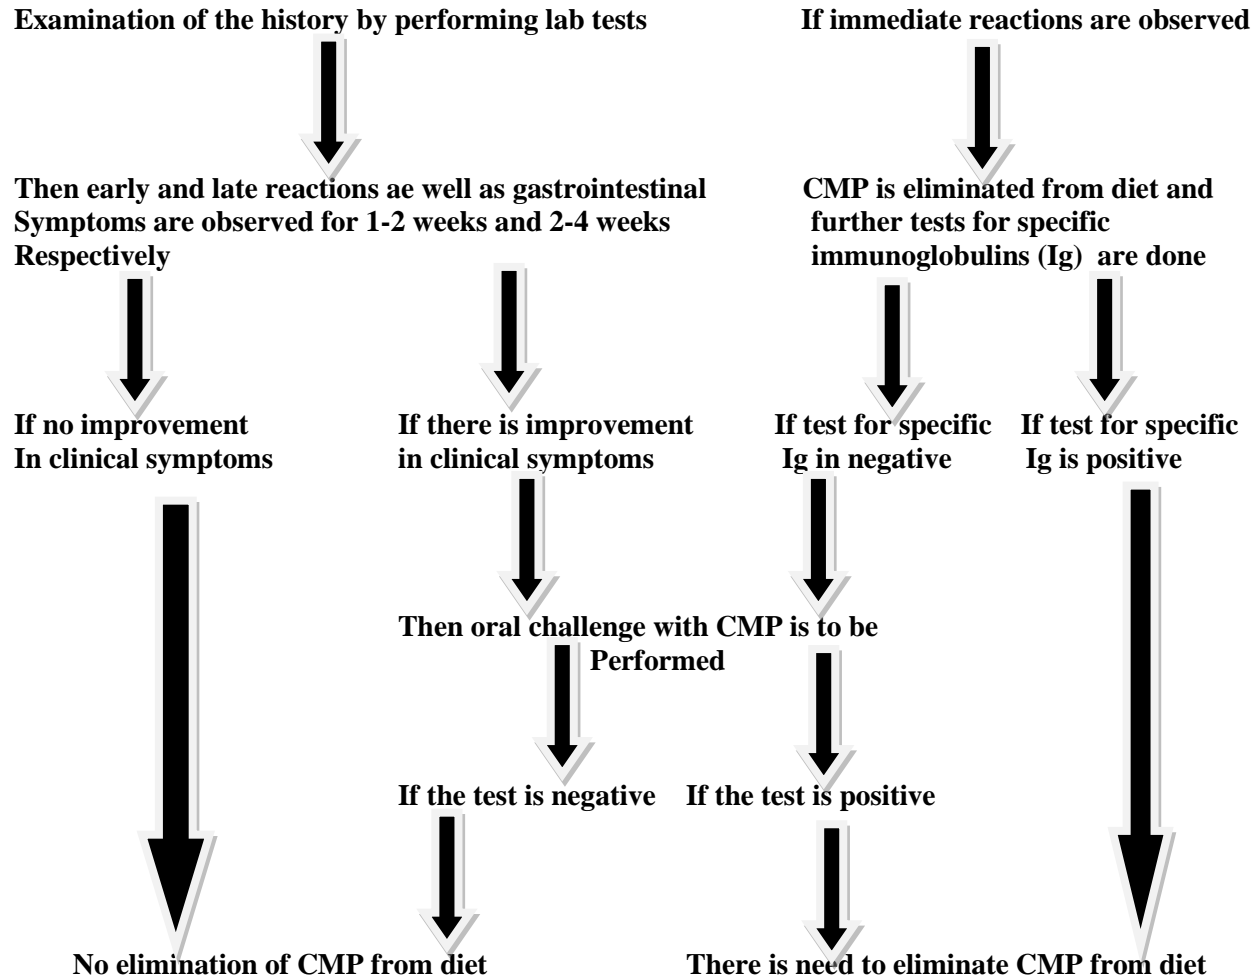 Examination of the history by performing lab tests
If immediate reactions are observed
Then early and late reactions ae well as gastrointestinal
Symptoms are observed for 1-2 weeks and 2-4 weeks
Respectively
CMP is eliminated from diet and
further tests for specific
immunoglobulins (Ig) are done
If no improvement
In clinical symptoms
If there is improvement
in clinical symptoms
If test for specific
Ig in negative
If test for specific
Ig is positive
Then oral challenge with CMP is to be
Performed
If the test is negative
If the test is positive
No elimination of CMP from diet
There is need to eliminate CMP from diet